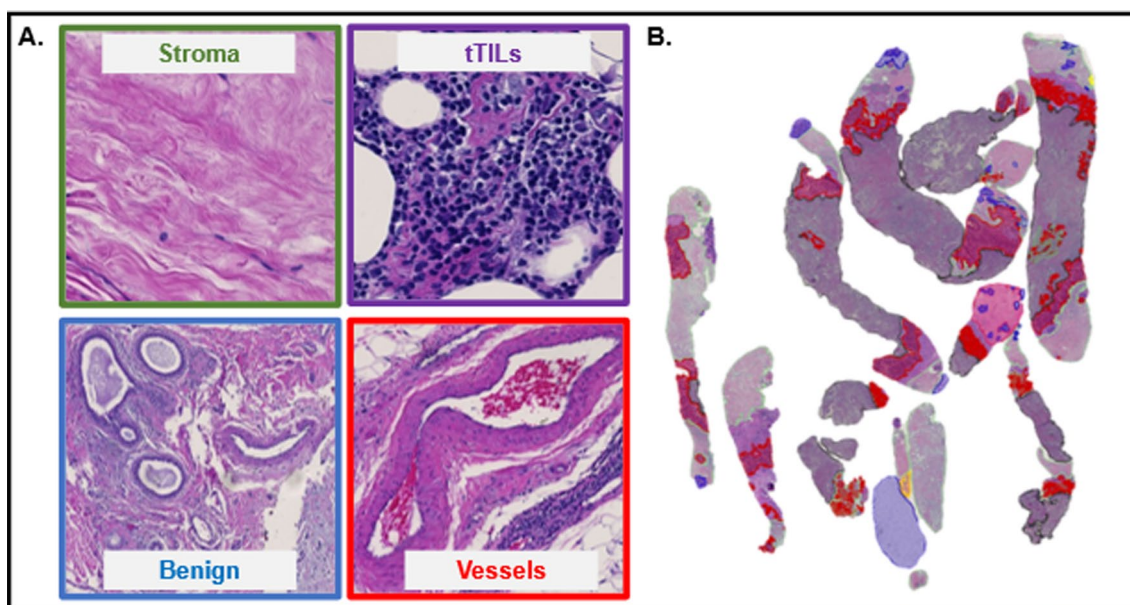 A.
Stroma
tTILs
B.
Benign
Vessels